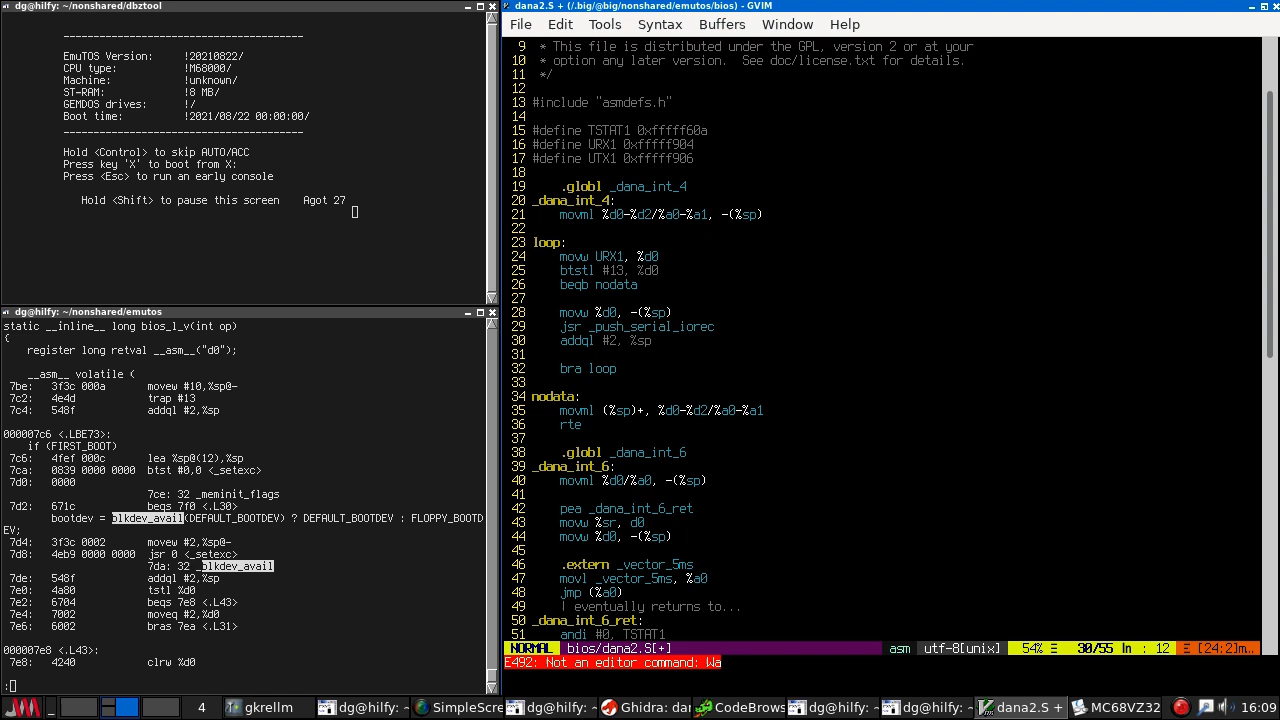 dg@hilfy: ~/nonshared/dbztool
EmuTOS Version: !20210822/
CPU type: !M68000/
Machine: !unknown/
ST-RAM: !8 MB/
GEMDOS drives: !/
Boot time: !2021/08/22 00:00:00/
Hold <Control> to skip AUTO/ACC
Press key 'X' to boot from X:
Press <Esc> to run an early console
Hold <Shift> to pause this screen Agot 27
dg@hilfy: ~/nonshared/emutos
static __inline__ long bios_l_v(int op)
{
register long retval __asm__("d0");
__asm__ volatile (
7be: 3f3c 000a movew #10,%sp@-
7c2: 4e4d trap #13
7c4: 548f addql #2,%sp
000007c6 <.LBE73>:
if (FIRST_BOOT)
7c6: 4fef 000c lea %sp@(12),%sp
7ca: 0839 0000 0000 btst #0,0 <_setexc>
7d0: 0000
7ce: 32 _meminit_flags
7d2: 671c beqs 7f0 <.L30>
bootdev = blkdev_avail(DEFAULT_BOOTDEV) ? DEFAULT_BOOTDEV : FLOPPY_BOOTD
EV;
7d4: 3f3c 0002 movew #2,%sp@-
7d8: 4eb9 0000 0000 jsr 0 <_setexc>
7da: 32 _blkdev_avail
7de: 548f addql #2,%sp
7e0: 4a80 tstl %d0
7e2: 6704 beqs 7e8 <.L43>
7e4: 7002 moveq #2,%d0
7e6: 6002 bras 7ea <.L31>
000007e8 <.L43>:
7e8: 4240 clrw %d0
:
dana2.S + (/.big/@big/nonshared/emutos/bios) - GVIM
File Edit Tools Syntax Buffers Window Help
9 * This file is distributed under the GPL, version 2 or at your
10 * option any later version. See doc/license.txt for details.
11 */
12
13 #include "asmdefs.h"
14
15 #define TSTAT1 0xfffff60a
16 #define URX1 0xfffff904
17 #define UTX1 0xfffff906
18
19 .globl _dana_int_4
20 _dana_int_4:
21 movml %d0-%d2/%a0-%a1, -(%sp)
22
23 loop:
24 movw URX1, %d0
25 btstl #13, %d0
26 beqb nodata
27
28 movw %d0, -(%sp)
29 jsr _push_serial_iorec
30 addql #2, %sp
31
32 bra loop
33
34 nodata:
35 movml (%sp)+, %d0-%d2/%a0-%a1
36 rte
37
38 .globl _dana_int_6
39 _dana_int_6:
40 movml %d0/%a0, -(%sp)
41
42 pea _dana_int_6_ret
43 movw %sr, d0
44 movw %d0, -(%sp)
45
46 .extern _vector_5ms
47 movl _vector_5ms, %a0
48 jmp (%a0)
49 | eventually returns to...
50 _dana_int_6_ret:
51 andi #0, TSTAT1
NORMAL bios/dana2.S[+] asm utf-8[unix] 54% ☰ 30/55 ln : 12 Ξ [24:2]m…
E492: Not an editor command: Wa
4 gkrellm dg@hilfy: ~ SimpleScre dg@hilfy: ~ Ghidra: dar CodeBrows dg@hilfy: ~ dg@hilfy: ~ dana2.S + MC68VZ32 16:09